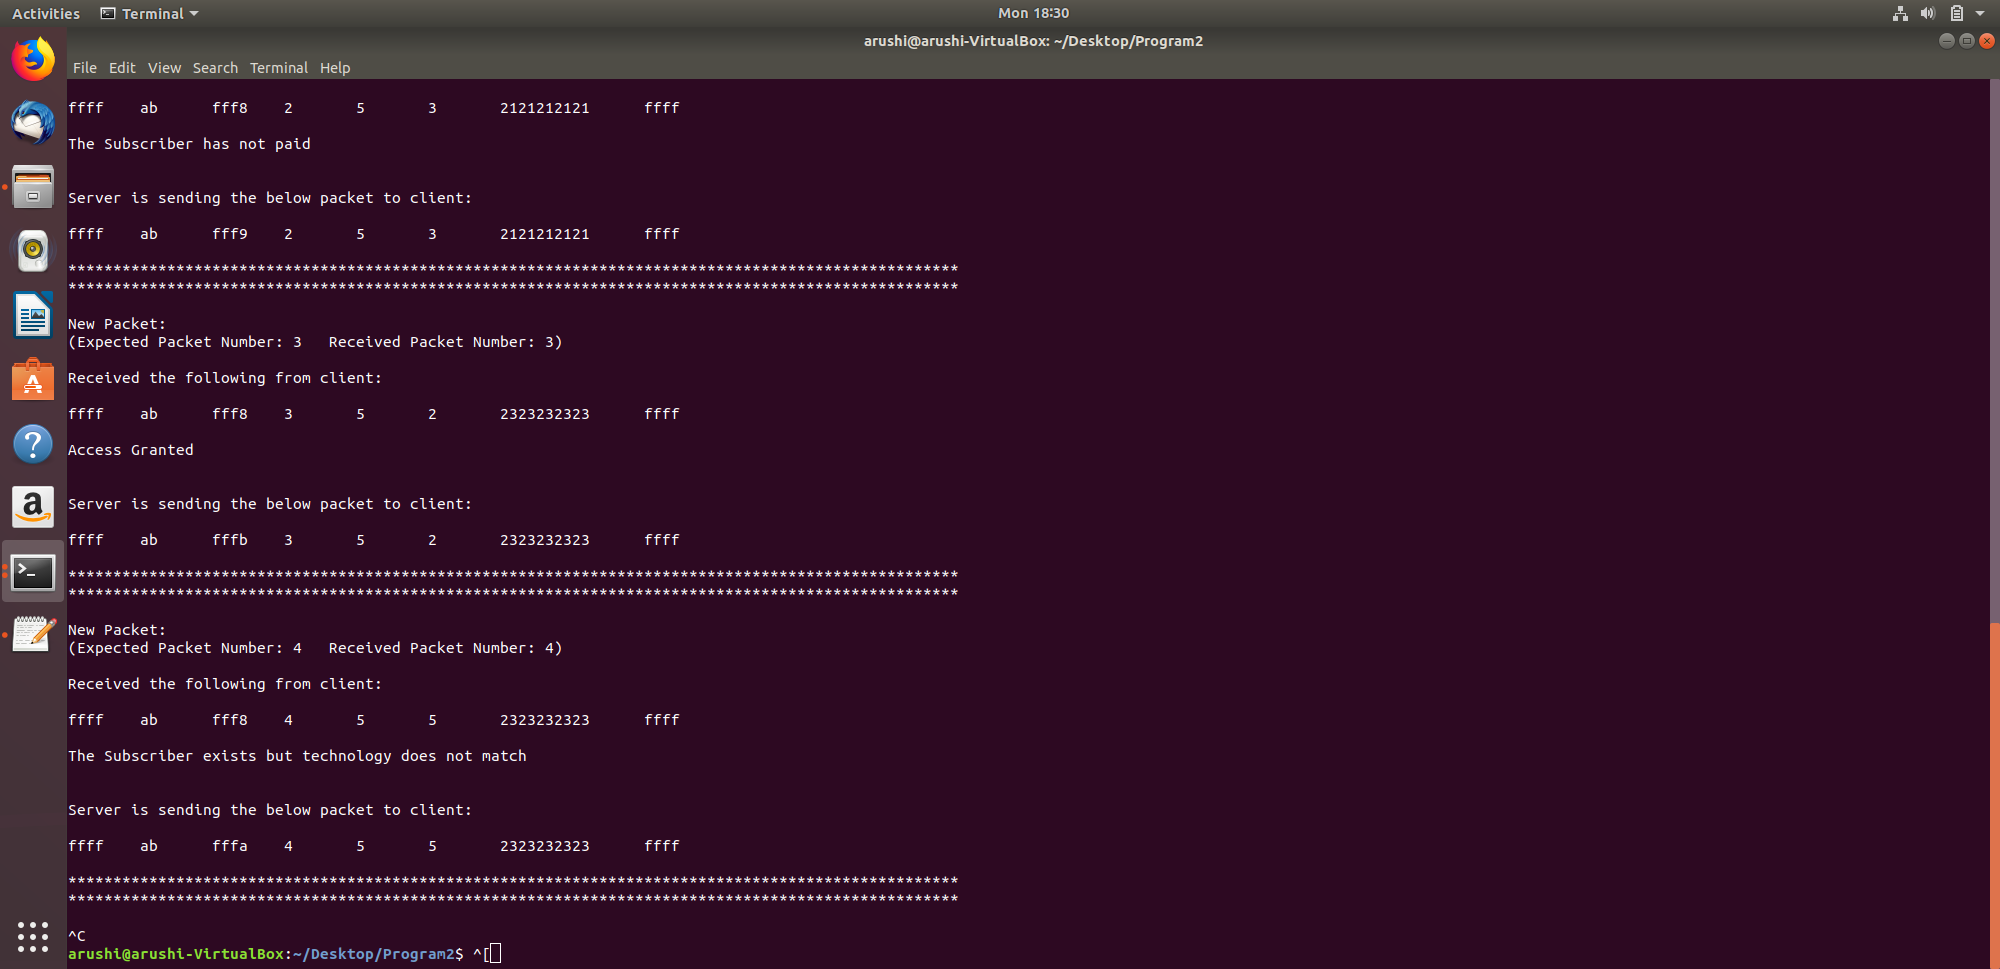 Activities Terminal Mon 18:30
arushi@arushi-VirtualBox: ~/Desktop/Program2
File Edit View Search Terminal Help
ffff ab fff8 2 5 3 2121212121 ffff
The Subscriber has not paid
Server is sending the below packet to client:
ffff ab fff9 2 5 3 2121212121 ffff
***************************************************************************************************
***************************************************************************************************
New Packet:
(Expected Packet Number: 3 Received Packet Number: 3)
Received the following from client:
ffff ab fff8 3 5 2 2323232323 ffff
Access Granted
Server is sending the below packet to client:
ffff ab fffb 3 5 2 2323232323 ffff
***************************************************************************************************
***************************************************************************************************
New Packet:
(Expected Packet Number: 4 Received Packet Number: 4)
Received the following from client:
ffff ab fff8 4 5 5 2323232323 ffff
The Subscriber exists but technology does not match
Server is sending the below packet to client:
ffff ab fffa 4 5 5 2323232323 ffff
***************************************************************************************************
***************************************************************************************************
^C
arushi@arushi-VirtualBox:~/Desktop/Program2$ ^[